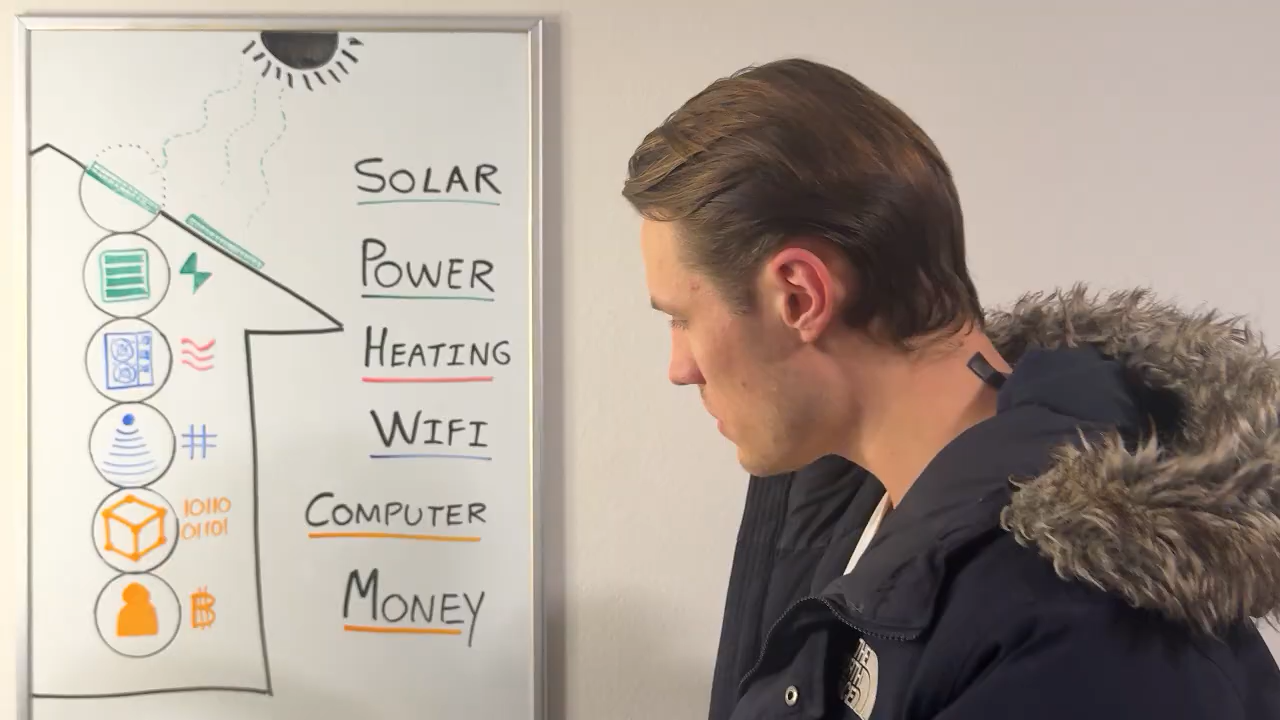 SOLAR
POWER
HEATING
WIFI
#
COMPUTER
10110
01101
MONEY
₿
THE
NORTH
FACE